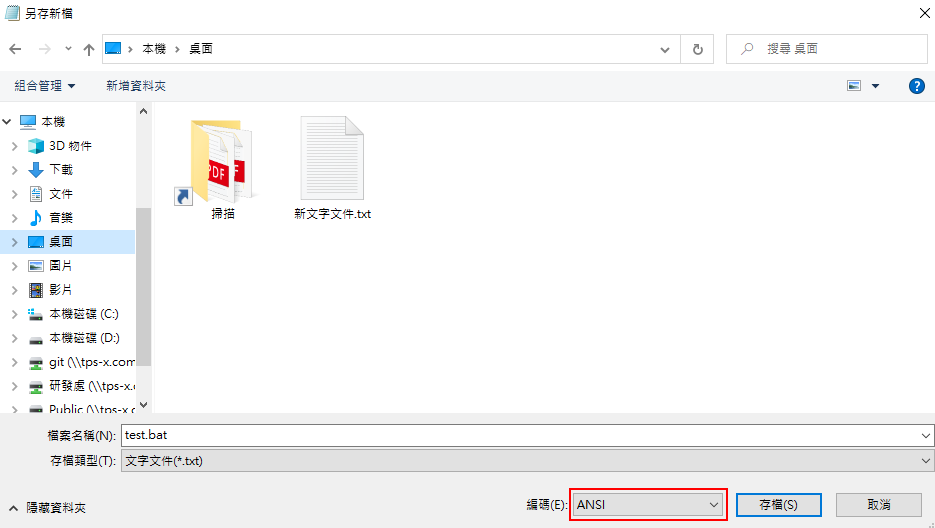 另存新檔
本機 桌面
搜尋 桌面
組合管理 新增資料夾
?
本機
3D 物件
下載
文件
音樂
桌面
圖片
影片
本機磁碟 (C:)
本機磁碟 (D:)
git (\\tps-x.com
研發處 (\\tps-x.c
Public (\\tps-x.c
PDF
掃描
新文字文件.txt
檔案名稱(N): test.bat
存檔類型(T): 文字文件(*.txt)
隱藏資料夾 編碼(E): ANSI 存檔(S) 取消